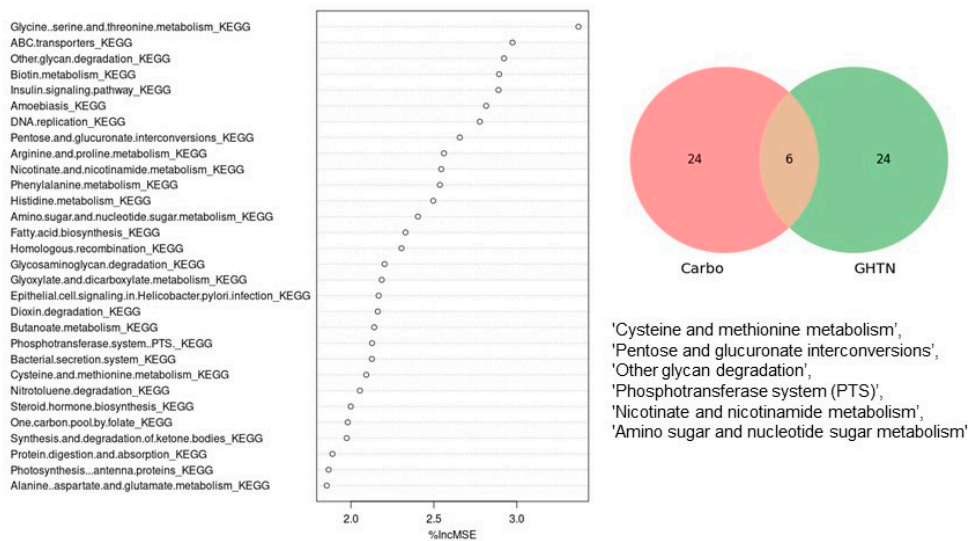 Glycine..serine.and.threonine.metabolism_KEGG
ABC.transporters_KEGG
Other.glycan.degradation_KEGG
Biotin.metabolism_KEGG
Insulin.signaling.pathway_KEGG
Amoebiasis_KEGG
DNA.replication_KEGG
Pentose.and.glucuronate.interconversions_KEGG
Arginine.and.proline.metabolism_KEGG
Nicotinate.and.nicotinamide.metabolism_KEGG
Phenylalanine.metabolism_KEGG
Histidine.metabolism_KEGG
Amino.sugar.and.nucleotide.sugar.metabolism_KEGG
Fatty.acid.biosynthesis_KEGG
Homologous.recombination_KEGG
Glycosaminoglycan.degradation_KEGG
Glyoxylate.and.dicarboxylate.metabolism_KEGG
Epithelial.cell.signaling.in.Helicobacter.pylori.infection_KEGG
Dioxin.degradation_KEGG
Butanoate.metabolism_KEGG
Phosphotransferase.system..PTS._KEGG
Bacterial.secretion.system_KEGG
Cysteine.and.methionine.metabolism_KEGG
Nitrotoluene.degradation_KEGG
Steroid.hormone.biosynthesis_KEGG
One.carbon.pool.by.folate_KEGG
Synthesis.and.degradation.of.ketone.bodies_KEGG
Protein.digestion.and.absorption_KEGG
Photosynthesis...antenna.proteins_KEGG
Alanine..aspartate.and.glutamate.metabolism_KEGG
2.0 2.5 3.0
%IncMSE
24 6 24
Carbo GHTN
'Cysteine and methionine metabolism',
'Pentose and glucuronate interconversions',
'Other glycan degradation',
'Phosphotransferase system (PTS)',
'Nicotinate and nicotinamide metabolism',
'Amino sugar and nucleotide sugar metabolism'